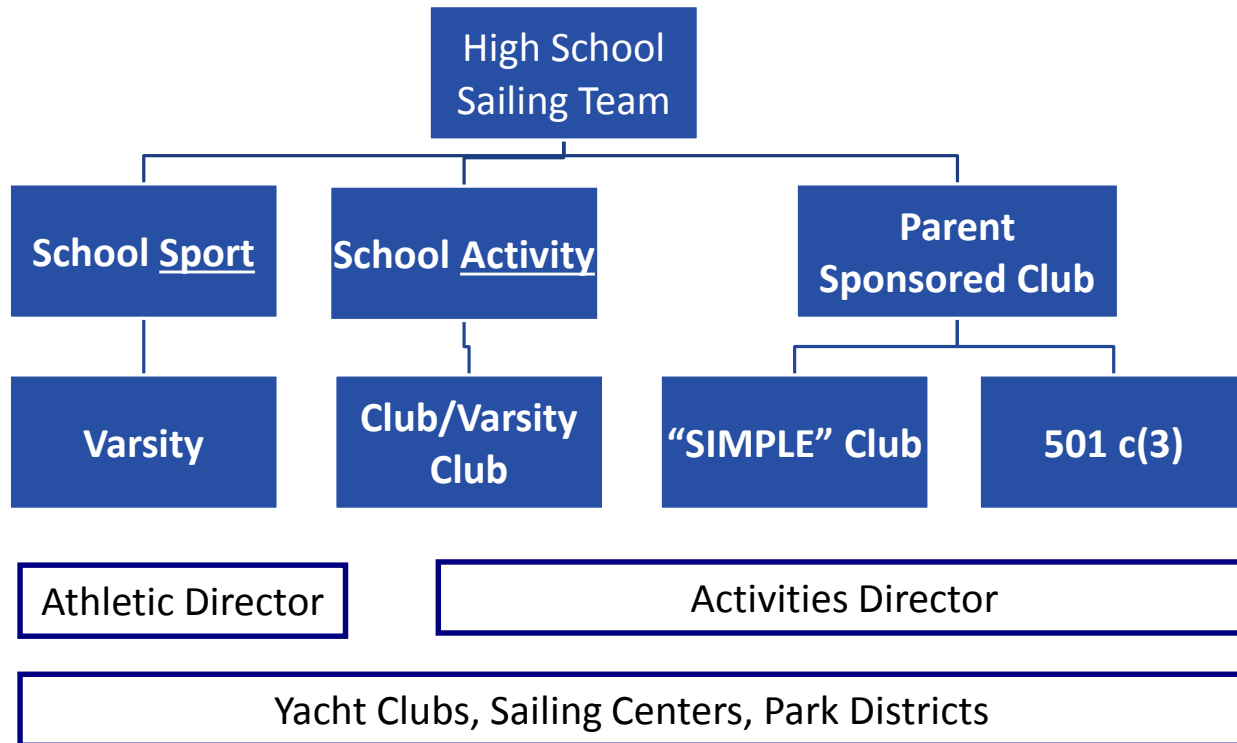 High School
Sailing Team
School Sport
School Activity
Parent
Sponsored Club
Varsity
Club/Varsity
Club
“SIMPLE” Club
501 c(3)
Athletic Director
Activities Director
Yacht Clubs, Sailing Centers, Park Districts